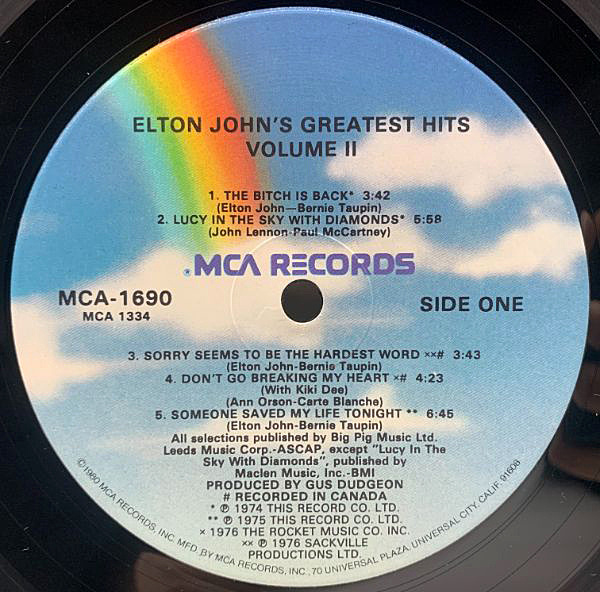 ELTON JOHN'S GREATEST HITS
VOLUME II
1. THE BITCH IS BACK* 3:42
(Elton John—Bernie Taupin)
2. LUCY IN THE SKY WITH DIAMONDS* 5:58
(John Lennon-Paul McCartney)
®MCA RECORDS
MCA-1690
MCA 1334
SIDE ONE
3. SORRY SEEMS TO BE THE HARDEST WORD ××# 3:43
(Elton John-Bernie Taupin)
4. DON'T GO BREAKING MY HEART ×# 4:23
(With Kiki Dee)
(Ann Orson-Carte Blanche)
5. SOMEONE SAVED MY LIFE TONIGHT ** 6:45
(Elton John-Bernie Taupin)
All selections published by Big Pig Music Ltd.
Leeds Music Corp.-ASCAP, except "Lucy In The
Sky With Diamonds", published by
Maclen Music, Inc.-BMI
PRODUCED BY GUS DUDGEON
# RECORDED IN CANADA
* ℗ 1974 THIS RECORD CO. LTD.
** ℗ 1975 THIS RECORD CO. LTD.
× 1976 THE ROCKET MUSIC CO. INC.
×× ℗ 1976 SACKVILLE
PRODUCTIONS LTD.
©1980 MCA RECORDS, INC. MFD. BY MCA RECORDS, INC., 70 UNIVERSAL PLAZA, UNIVERSAL CITY, CALIF. 91608